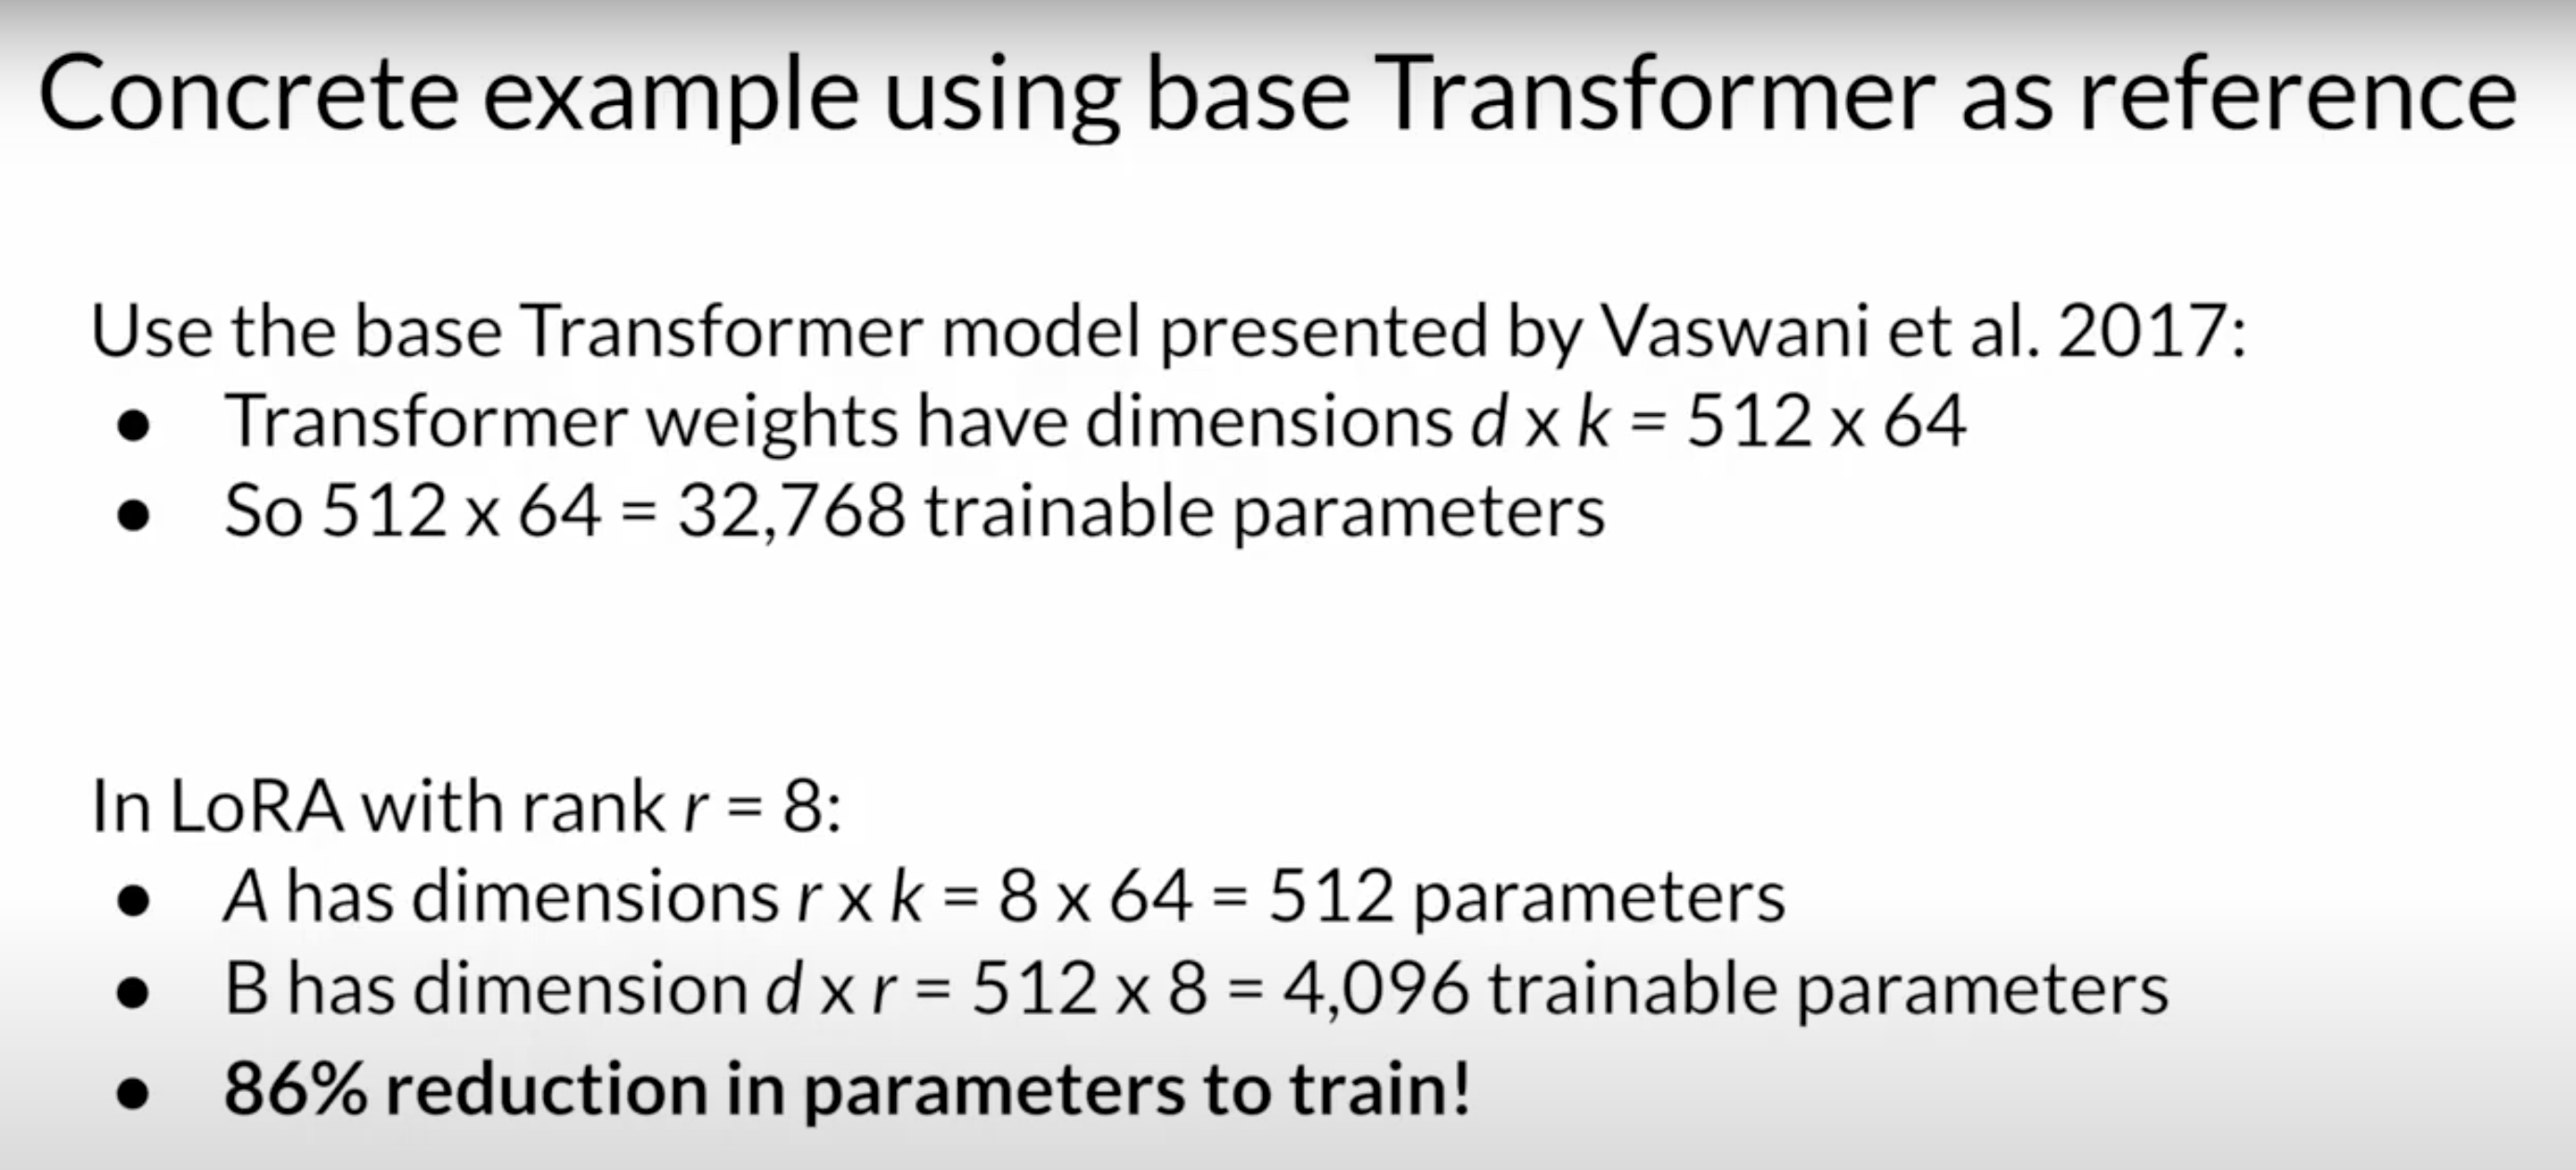 Concrete example using base Transformer as reference
Use the base Transformer model presented by Vaswani et al. 2017:
● Transformer weights have dimensions d x k = 512 x 64
● So 512 x 64 = 32,768 trainable parameters
In LoRA with rank r = 8:
● A has dimensions r x k = 8 x 64 = 512 parameters
● B has dimension d x r = 512 x 8 = 4,096 trainable parameters
● 86% reduction in parameters to train!